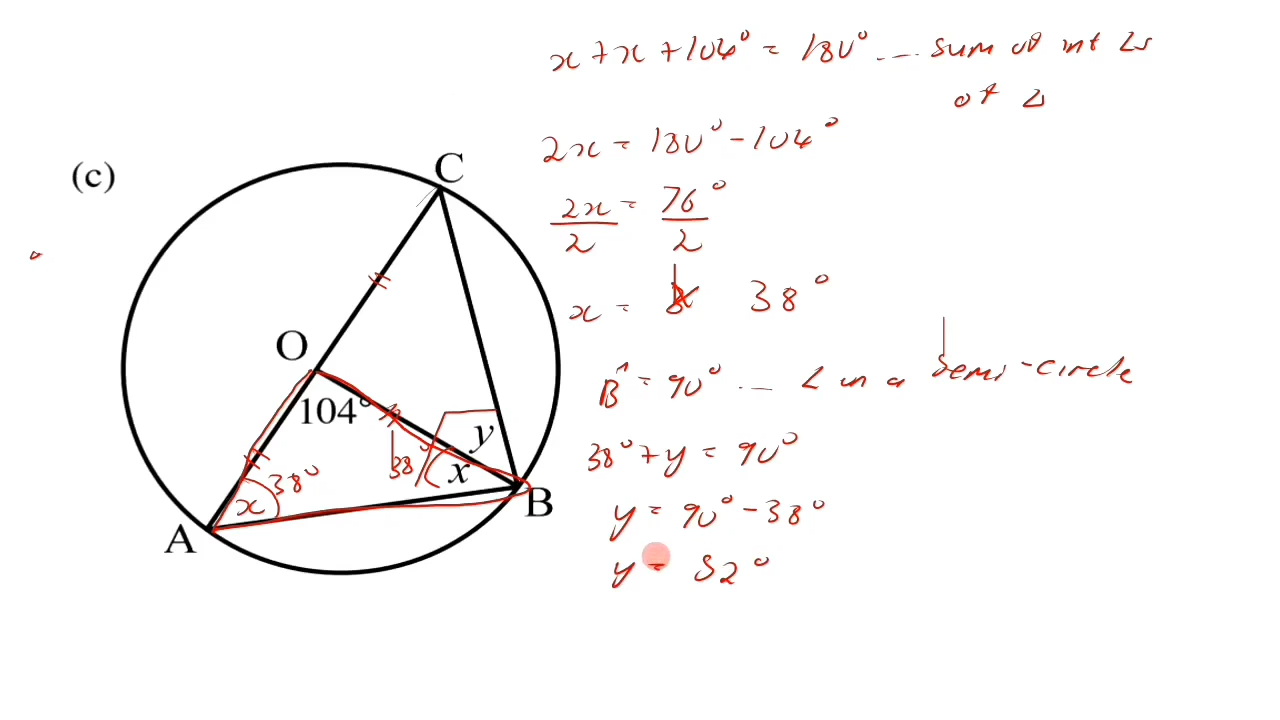 x + x + 104° = 180° ... sum of int ∠s
of △
2x = 180° - 104°
(c)
C
2x/2 = 76°/2
x = 38°
O
B̂ = 90° ... ∠ in a semi-circle
104°
y
38° + y = 90°
38°
x
38°
x
B
A
y = 90° - 38°
y = 52°